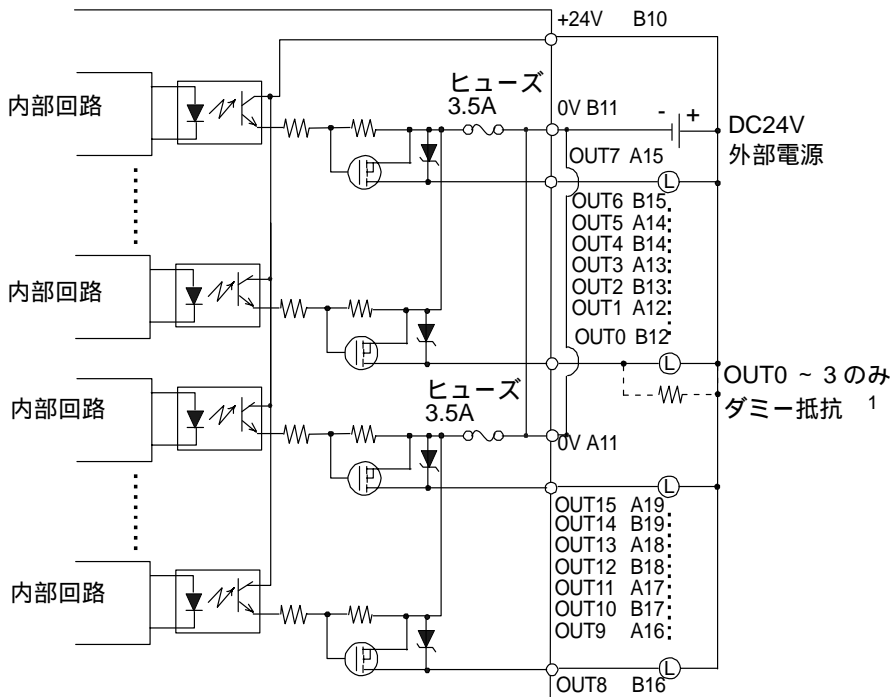 +24V B10
内部回路
ヒューズ
3.5A
0V B11
- +
DC24V
外部電源
OUT7 A15
L
OUT6 B15
OUT5 A14
OUT4 B14
OUT3 A13
OUT2 B13
OUT1 A12
OUT0 B12
L
内部回路
OUT0 ~ 3 のみ
ダミー抵抗 1
ヒューズ
3.5A
内部回路
0V A11
L
OUT15 A19
OUT14 B19
OUT13 A18
OUT12 B18
OUT11 A17
OUT10 B17
OUT9 A16
内部回路
L
OUT8 B16